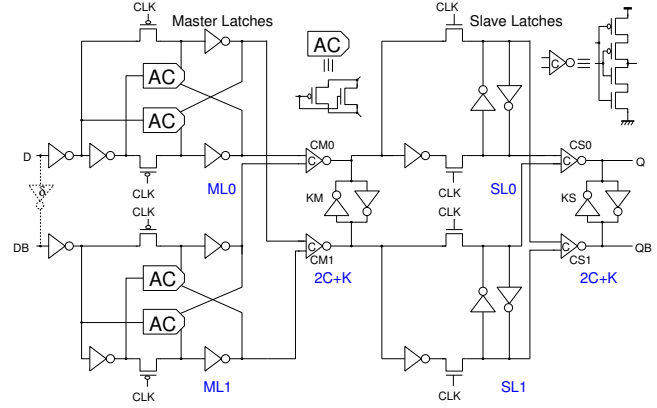 CLK
Master Latches
CLK
Slave Latches
AC
C
AC
AC
D
CLK
ML0
CM0
C
KM
SL0
CS0
C
Q
KS
CLK
CLK
DB
C
CM1
2C+K
C
CS1
QB
2C+K
AC
AC
CLK
ML1
CLK
SL1